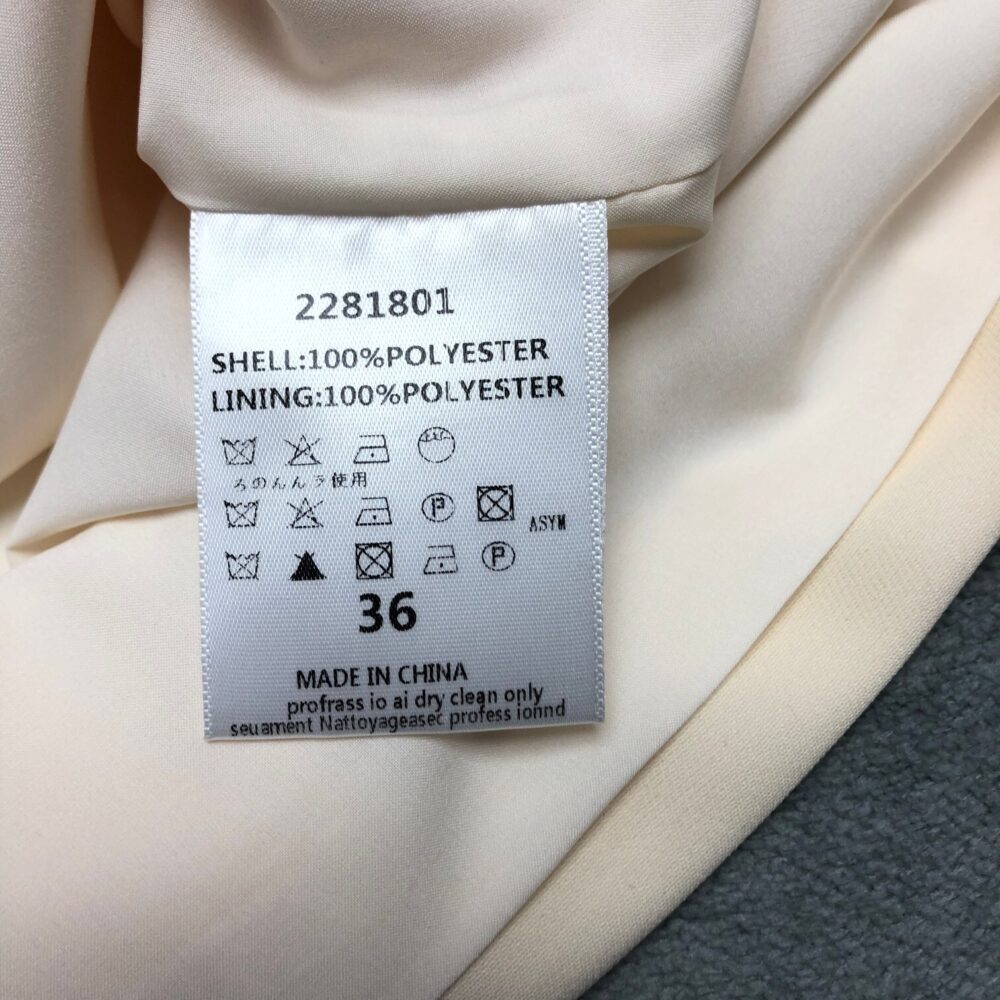 2281801
SHELL:100%POLYESTER
LINING:100%POLYESTER
ろのんんラ使用
P
ASYM
P
36
MADE IN CHINA
profrass io ai dry clean only
seuament Nattoyageasec profess ionnd